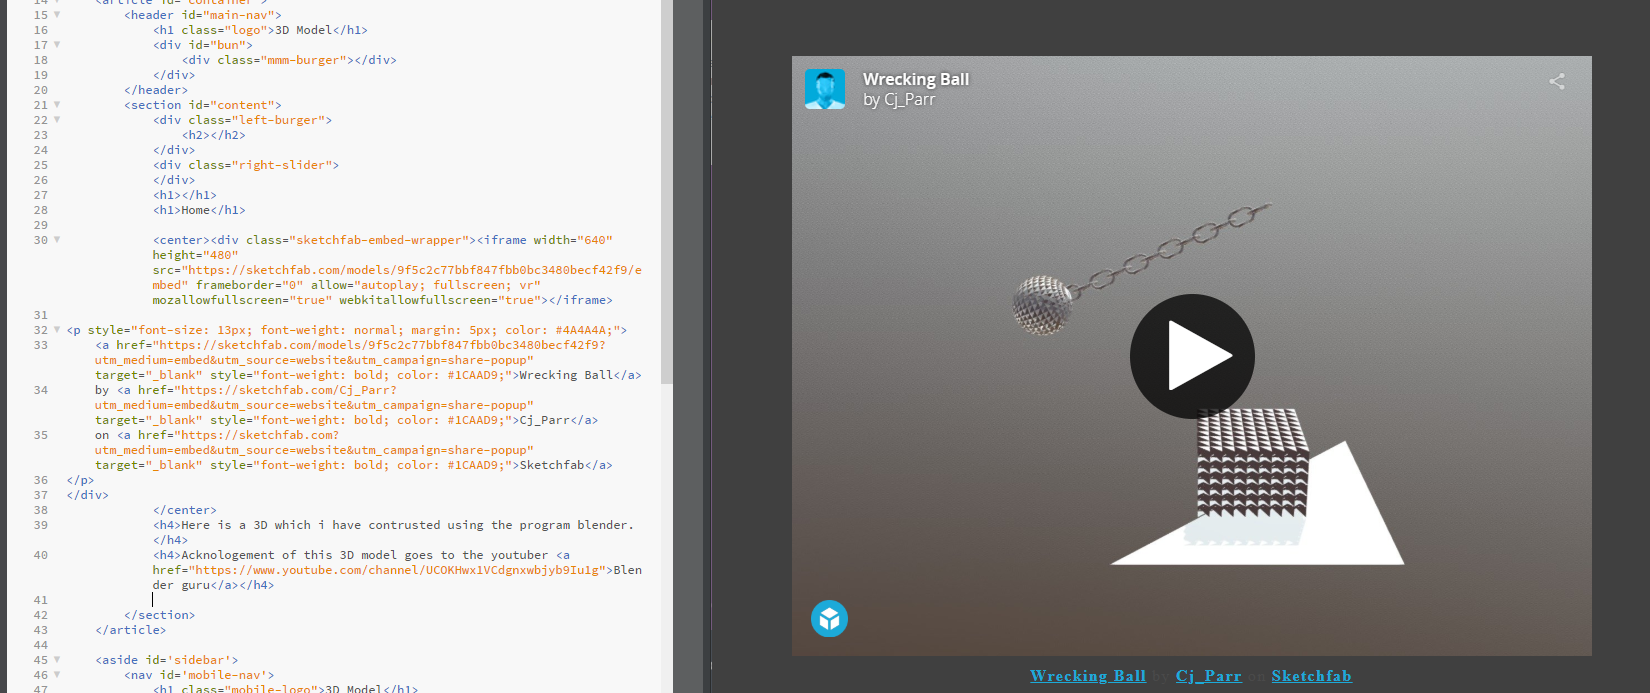 14 <article id="container">
15 <header id="main-nav">
16 <h1 class="logo">3D Model</h1>
17 <div id="bun">
18 <div class="mmm-burger"></div>
19 </div>
20 </header>
21 <section id="content">
22 <div class="left-burger">
23 <h2></h2>
24 </div>
25 <div class="right-slider">
26 </div>
27 <h1></h1>
28 <h1>Home</h1>
29
30 <center><div class="sketchfab-embed-wrapper"><iframe width="640"
height="480"
src="https://sketchfab.com/models/9f5c2c77bbf847fbb0bc3480becf42f9/e
mbed" frameborder="0" allow="autoplay; fullscreen; vr"
mozallowfullscreen="true" webkitallowfullscreen="true"></iframe>
31
32 <p style="font-size: 13px; font-weight: normal; margin: 5px; color: #4A4A4A;">
33 <a href="https://sketchfab.com/models/9f5c2c77bbf847fbb0bc3480becf42f9?
utm_medium=embed&utm_source=website&utm_campaign=share-popup"
target="_blank" style="font-weight: bold; color: #1CAAD9;">Wrecking Ball</a>
34 by <a href="https://sketchfab.com/Cj_Parr?
utm_medium=embed&utm_source=website&utm_campaign=share-popup"
target="_blank" style="font-weight: bold; color: #1CAAD9;">Cj_Parr</a>
35 on <a href="https://sketchfab.com?
utm_medium=embed&utm_source=website&utm_campaign=share-popup"
target="_blank" style="font-weight: bold; color: #1CAAD9;">Sketchfab</a>
36 </p>
37 </div>
38 </center>
39 <h4>Here is a 3D which i have contrusted using the program blender.
</h4>
40 <h4>Acknologement of this 3D model goes to the youtuber <a
href="https://www.youtube.com/channel/UCOKHwx1VCdgnxwbjyb9Iu1g">Blen
der guru</a></h4>
41
42 </section>
43 </article>
44
45 <aside id='sidebar'>
46 <nav id='mobile-nav'>
47 <h1 class="mobile-logo">3D Model</h1>
Wrecking Ball
by Cj_Parr
Wrecking Ball by Cj_Parr on Sketchfab